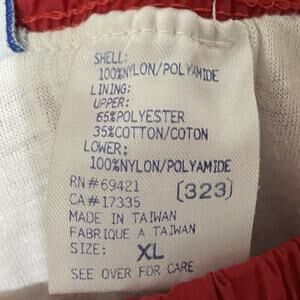 SHELL:
100%NYLON/POLYAMIDE
LINING:
UPPER:
65%POLYESTER
35%COTTON/COTON
LOWER:
100%NYLON/POLYAMIDE
RN#69421 (323)
CA#17335
MADE IN TAIWAN
FABRIQUE A TAIWAN
SIZE: XL
SEE OVER FOR CARE